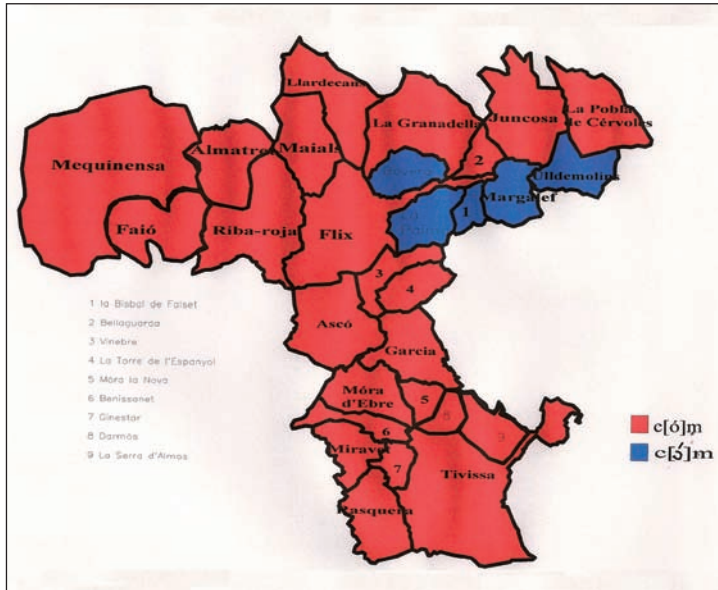 Llardecans
La Granadella
Juncosa
La Pobla
de Cérvoles
Almatret
Maials
2
Mequinensa
Ulldemolins
Margalef
1
Faió
Riba-roja
Flix
3
4
1 la Bisbal de Falset
2 Bellaguarda
3 Vinebre
4 La Torre de l'Espanyol
5 Móra la Nova
6 Benissanet
7 Ginestar
8 Darmós
9 La Serra d'Almos
Ascó
Garcia
Móra
d'Ebre
5
8
6
9
Miravet
7
Tivissa
Rasquera
c[ó]m
c[ɔ́]m